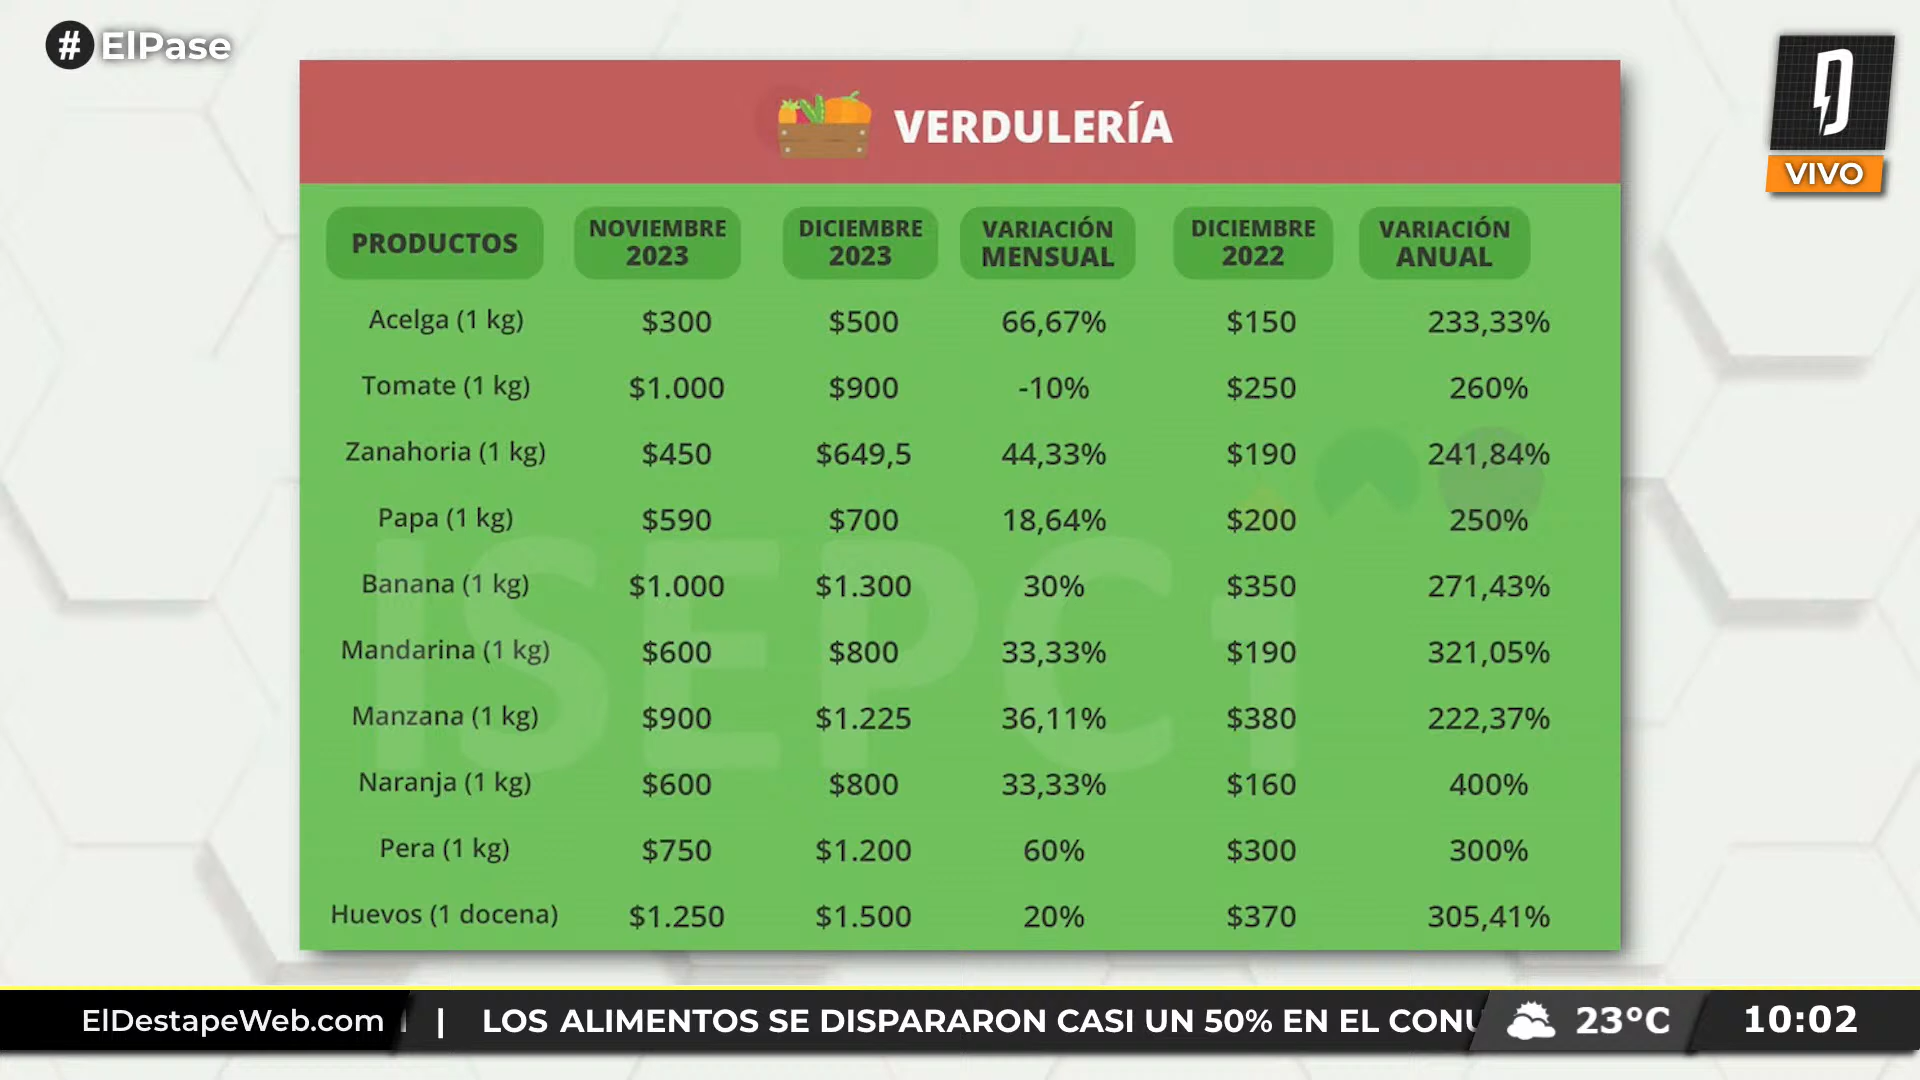 # ElPase
VIVO
VERDULERÍA
PRODUCTOS NOVIEMBRE 2023 DICIEMBRE 2023 VARIACIÓN MENSUAL DICIEMBRE 2022 VARIACIÓN ANUAL
Acelga (1 kg) $300 $500 66,67% $150 233,33%
Tomate (1 kg) $1.000 $900 -10% $250 260%
Zanahoria (1 kg) $450 $649,5 44,33% $190 241,84%
Papa (1 kg) $590 $700 18,64% $200 250%
Banana (1 kg) $1.000 $1.300 30% $350 271,43%
Mandarina (1 kg) $600 $800 33,33% $190 321,05%
Manzana (1 kg) $900 $1.225 36,11% $380 222,37%
Naranja (1 kg) $600 $800 33,33% $160 400%
Pera (1 kg) $750 $1.200 60% $300 300%
Huevos (1 docena) $1.250 $1.500 20% $370 305,41%
ISEPCi
ElDestapeWeb.com | LOS ALIMENTOS SE DISPARARON CASI UN 50% EN EL CONU 23°C 10:02